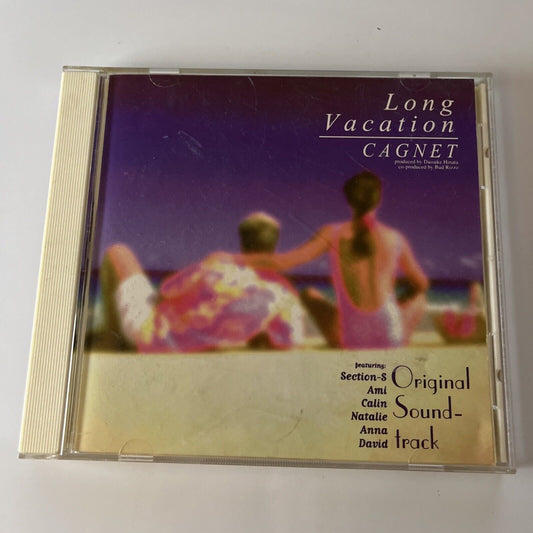 Long
Vacation
CAGNET
produced by Daisuke Hinata
co-produced by Bud Rizzo
featuring:
Section-S
Ami
Calin
Natalie
Anna
David
Original
Sound-
track